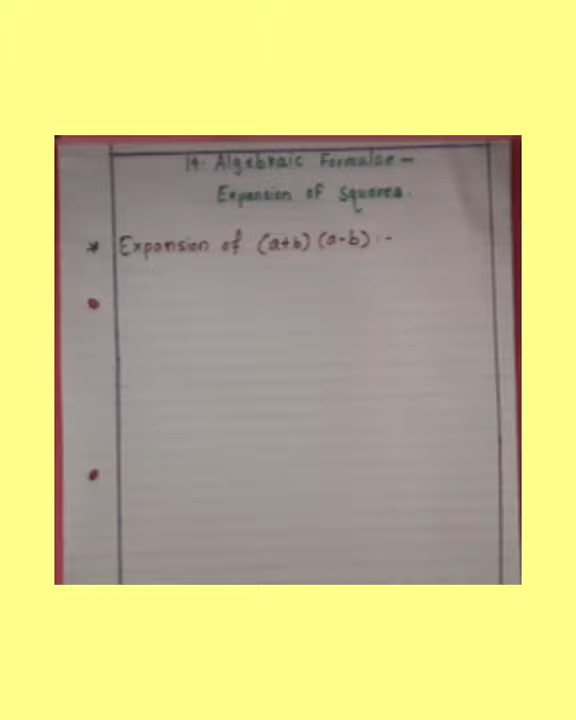 14. Algebraic Formulae -
Expansion of Squares.
* Expansion of (a+b) (a-b) :-